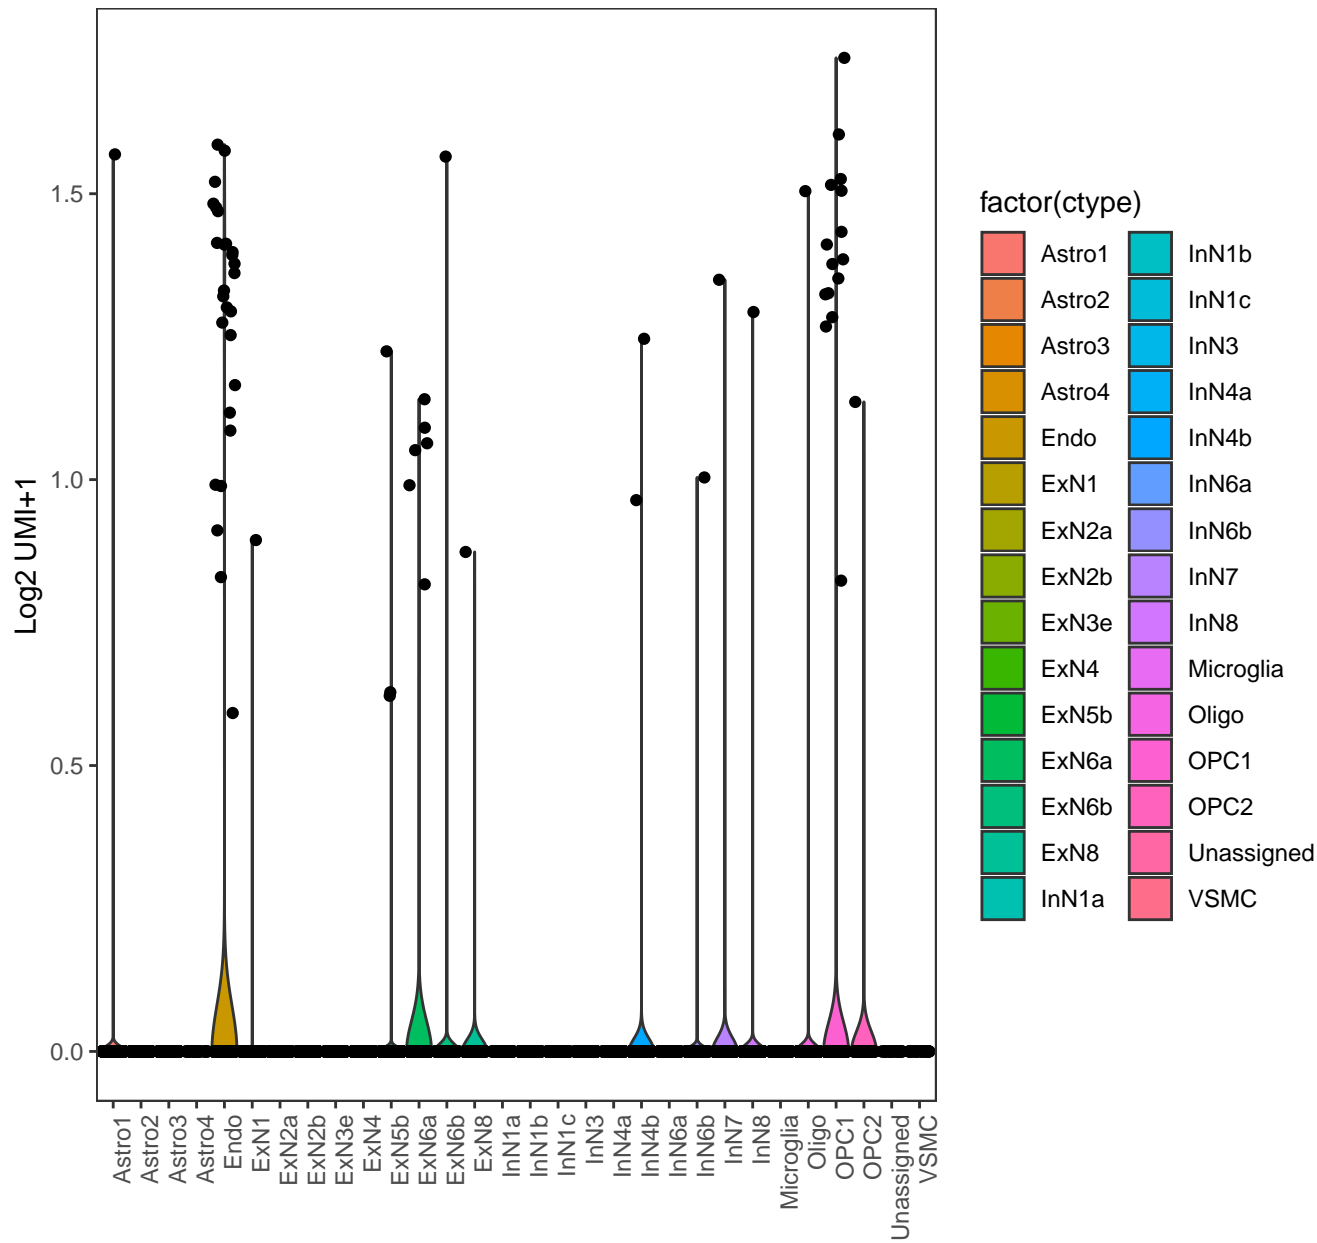 Log2 UMI+1
1.5
1.0
0.5
0.0
Astro1
Astro2
Astro3
Astro4
Endo
ExN1
ExN2a
ExN2b
ExN3e
ExN4
ExN5b
ExN6a
ExN6b
ExN8
InN1a
InN1b
InN1c
InN3
InN4a
InN4b
InN6a
InN6b
InN7
InN8
Microglia
Oligo
OPC1
OPC2
Unassigned
VSMC
factor(ctype)
Astro1
Astro2
Astro3
Astro4
Endo
ExN1
ExN2a
ExN2b
ExN3e
ExN4
ExN5b
ExN6a
ExN6b
ExN8
InN1a
InN1b
InN1c
InN3
InN4a
InN4b
InN6a
InN6b
InN7
InN8
Microglia
Oligo
OPC1
OPC2
Unassigned
VSMC